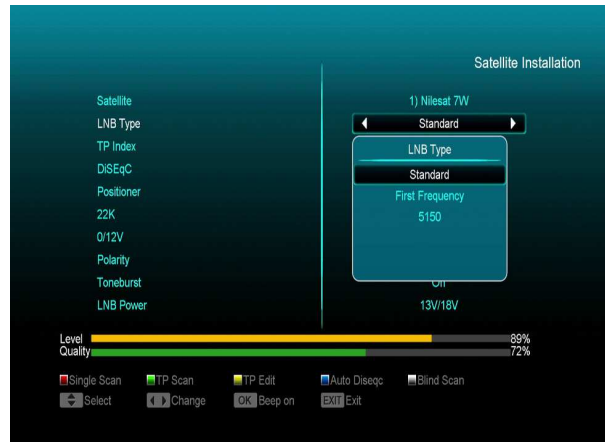 Satellite Installation
Satellite 1) Nilesat 7W
LNB Type Standard
TP Index
DiSEqC
Positioner
22K
0/12V
Polarity
Toneburst
LNB Power 13V/18V
LNB Type
Standard
First Frequency
5150
Level 89%
Quality 72%
Single Scan TP Scan TP Edit Auto Diseqc Blind Scan
Select Change OK Beep on EXIT Exit